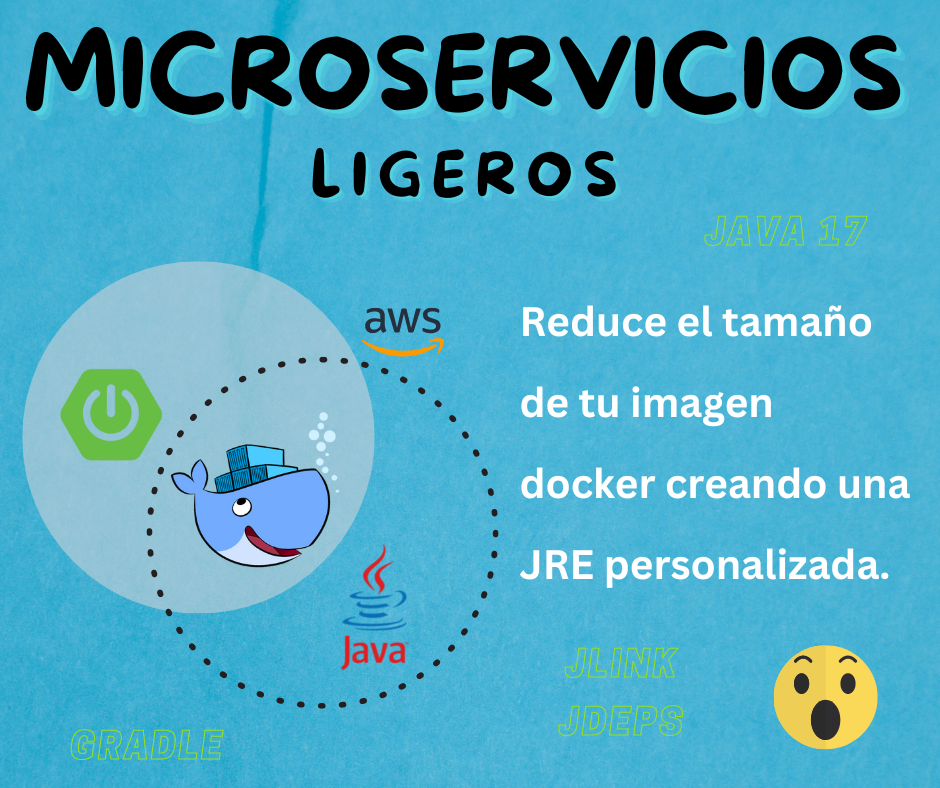 MICROSERVICIOS
LIGEROS
JAVA 17
aws
Reduce el tamaño
de tu imagen
docker creando una
JRE personalizada.
Java
JLINK
JDEPS
GRADLE